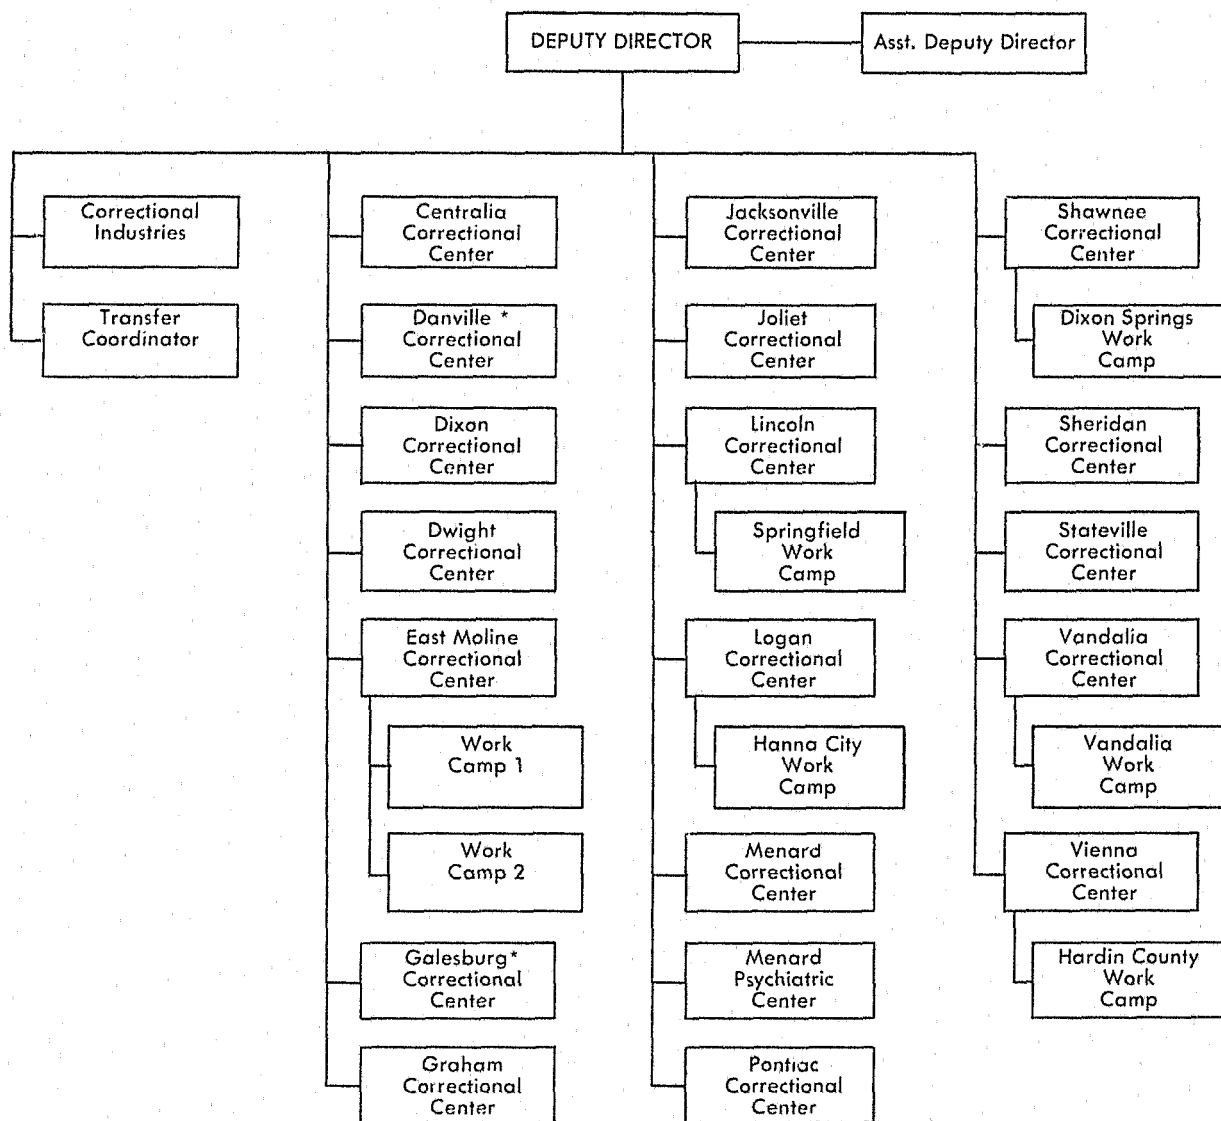 DEPUTY DIRECTOR
Asst. Deputy Director
Correctional
Industries
Transfer
Coordinator
Centralia
Correctional
Center
Danville *
Correctional
Center
Dixon
Correctional
Center
Dwight
Correctional
Center
East Moline
Correctional
Center
Work
Camp 1
Work
Camp 2
Galesburg*
Correctional
Center
Graham
Correctional
Center
Jacksonville
Correctional
Center
Joliet
Correctional
Center
Lincoln
Correctional
Center
Springfield
Work
Camp
Logan
Correctional
Center
Hanna City
Work
Camp
Menard
Correctional
Center
Menard
Psychiatric
Center
Pontiac
Correctional
Center
Shawnee
Correctional
Center
Dixon Springs
Work
Camp
Sheridan
Correctional
Center
Stateville
Correctional
Center
Vandalia
Correctional
Center
Vandalia
Work
Camp
Vienna
Correctional
Center
Hardin County
Work
Camp